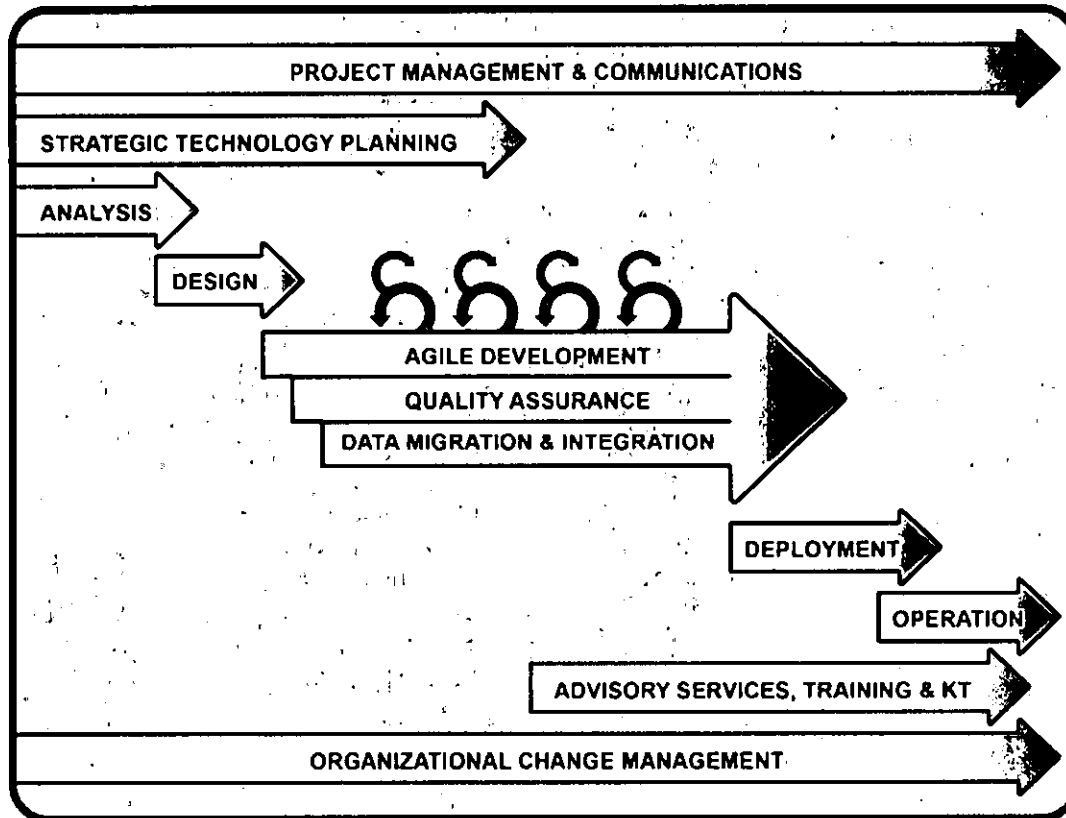 PROJECT MANAGEMENT & COMMUNICATIONS
STRATEGIC TECHNOLOGY PLANNING
ANALYSIS
DESIGN
AGILE DEVELOPMENT
QUALITY ASSURANCE
DATA MIGRATION & INTEGRATION
DEPLOYMENT
OPERATION
ADVISORY SERVICES, TRAINING & KT
ORGANIZATIONAL CHANGE MANAGEMENT